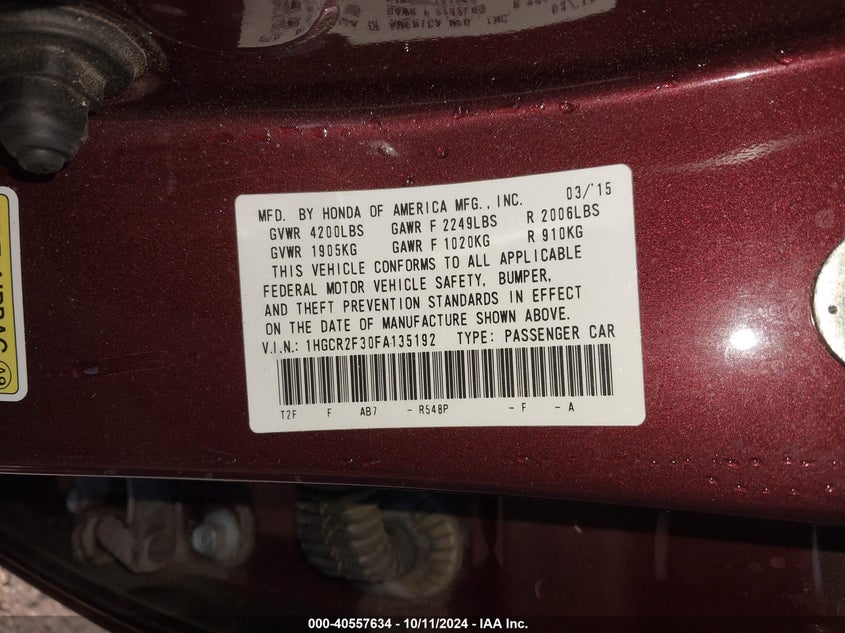 MFD. BY HONDA OF AMERICA MFG., INC. 03/'15
GVWR 4200LBS GAWR F 2249LBS R 2006LBS
GVWR 1905KG GAWR F 1020KG R 910KG
THIS VEHICLE CONFORMS TO ALL APPLICABLE
FEDERAL MOTOR VEHICLE SAFETY, BUMPER,
AND THEFT PREVENTION STANDARDS IN EFFECT
ON THE DATE OF MANUFACTURE SHOWN ABOVE.
V.I.N.: 1HGCR2F30FA135192 TYPE: PASSENGER CAR
T2F F AB7 - R548P - F - A
000-40557634 - 10/11/2024 - IAA Inc.